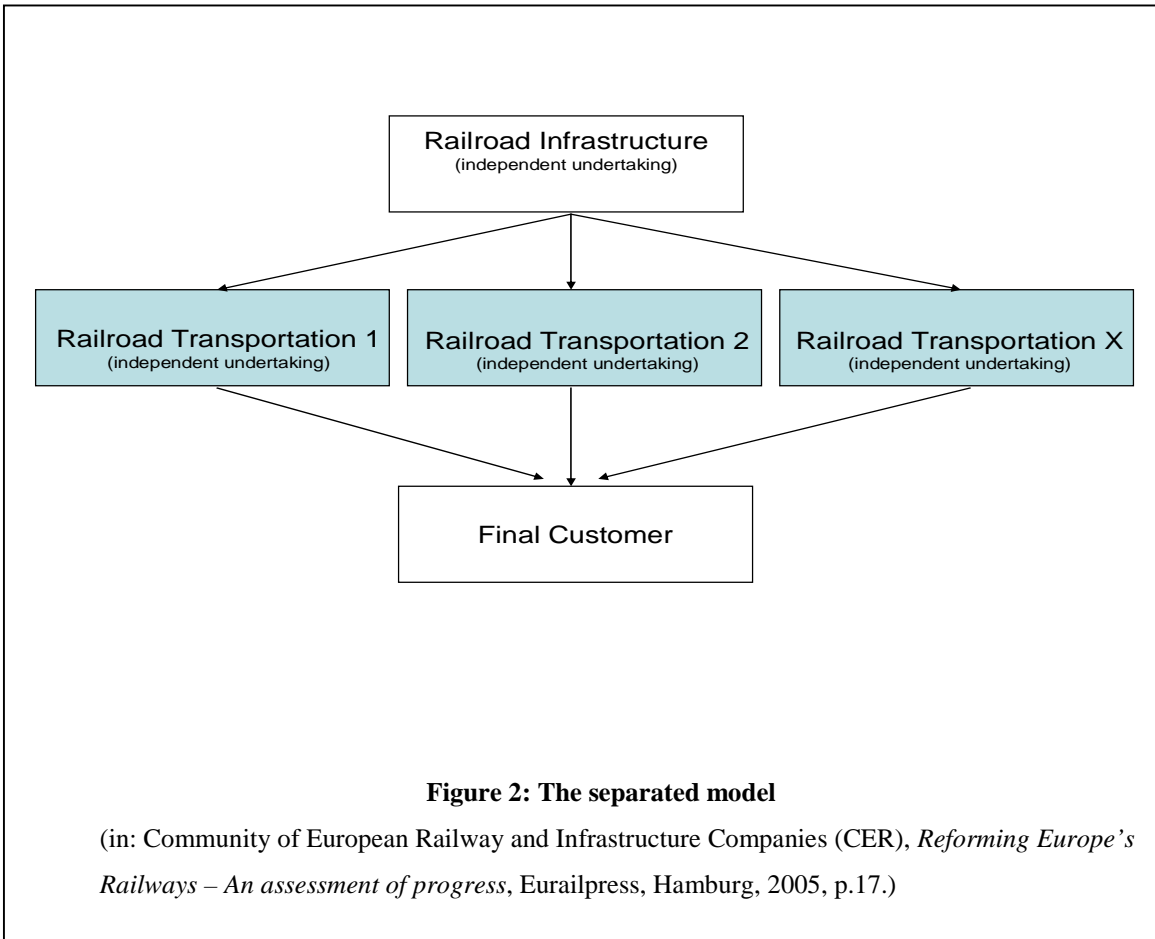 Railroad Infrastructure
(independent undertaking)
Railroad Transportation 1
(independent undertaking)
Railroad Transportation 2
(independent undertaking)
Railroad Transportation X
(independent undertaking)
Final Customer
Figure 2: The separated model
(in: Community of European Railway and Infrastructure Companies (CER), Reforming Europe’s
Railways – An assessment of progress, Eurailpress, Hamburg, 2005, p.17.)